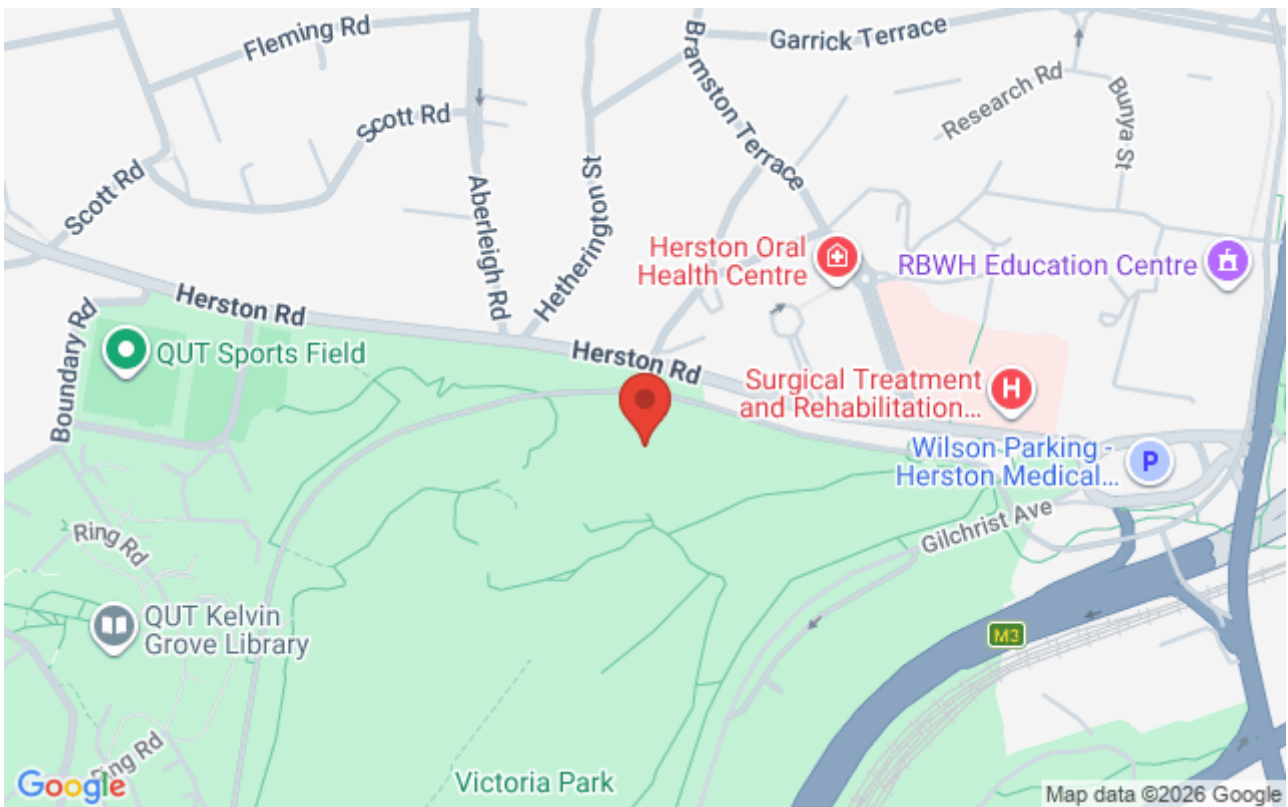 Fleming Rd
Garrick Terrace
Bramston Terrace
Research Rd
Bunya St
Scott Rd
Scott Rd
Aberleigh Rd
Hetherington St
Herston Oral
Health Centre
RBWH Education Centre
Herston Rd
Boundary Rd
QUT Sports Field
Herston Rd
Surgical Treatment
and Rehabilitation...
H
Wilson Parking -
Herston Medical...
P
Gilchrist Ave
Ring Rd
QUT Kelvin
Grove Library
M3
Ring Rd
Victoria Park
Google
Map data ©2026 Google